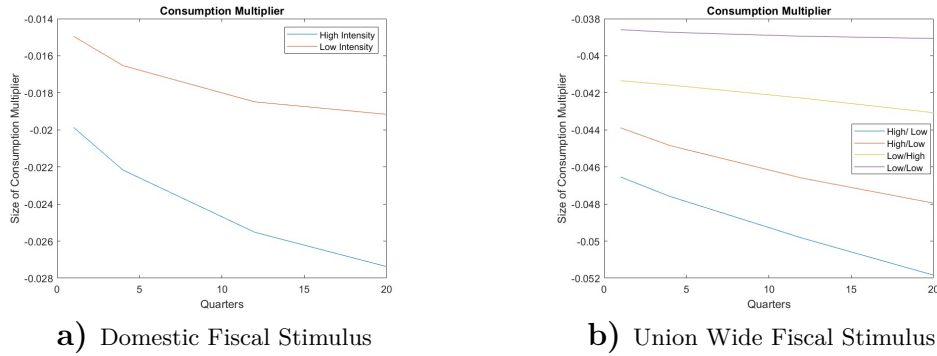 Consumption Multiplier
-0.014
-0.016
-0.018
-0.02
-0.022
-0.024
-0.026
-0.028
Size of Consumption Multiplier
0 5 10 15 20
Quarters
High Intensity
Low Intensity
a) Domestic Fiscal Stimulus
Consumption Multiplier
-0.038
-0.04
-0.042
-0.044
-0.046
-0.048
-0.05
-0.052
Size of Consumption Multiplier
0 5 10 15 20
Quarters
High/ Low
High/Low
Low/High
Low/Low
b) Union Wide Fiscal Stimulus